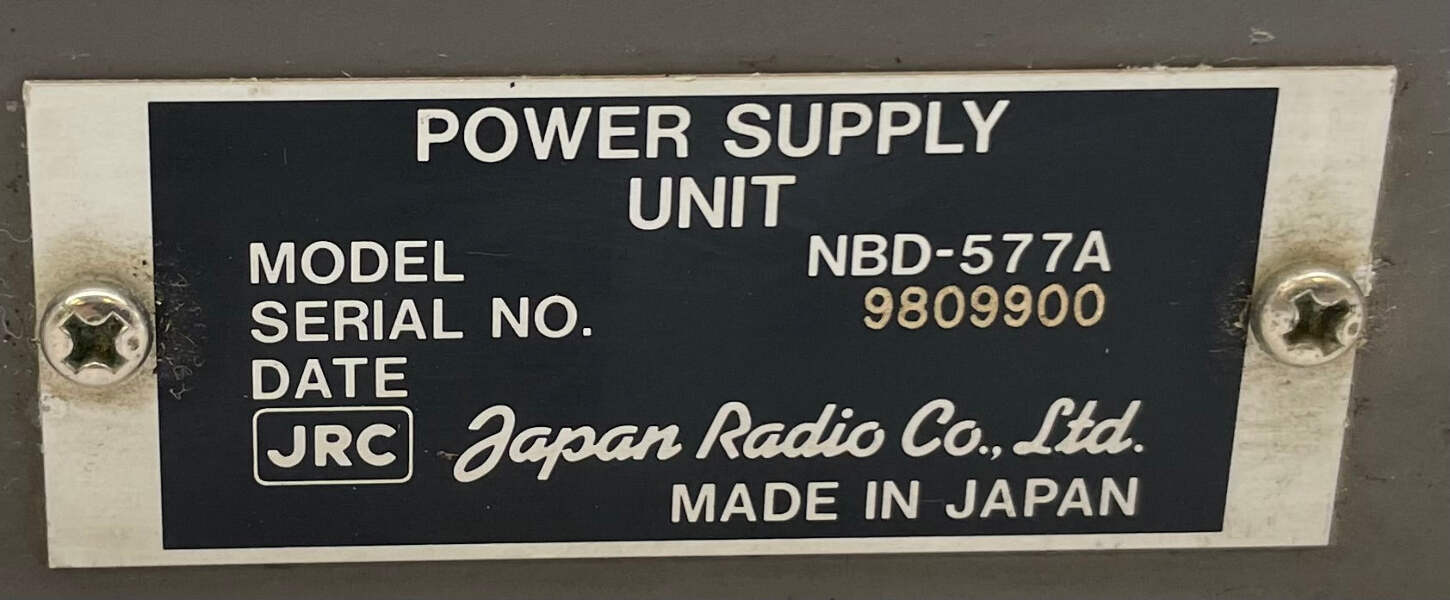 POWER SUPPLY
UNIT
MODEL NBD-577A
SERIAL NO. 9809900
DATE
JRC Japan Radio Co., Ltd.
MADE IN JAPAN